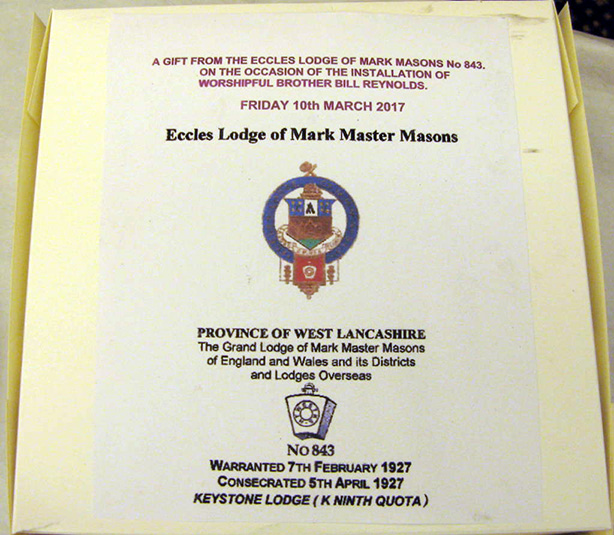 A GIFT FROM THE ECCLES LODGE OF MARK MASONS No 843.
ON THE OCCASION OF THE INSTALLATION OF
WORSHIPFUL BROTHER BILL REYNOLDS.
FRIDAY 10th MARCH 2017
Eccles Lodge of Mark Master Masons
PROVINCE OF WEST LANCASHIRE
The Grand Lodge of Mark Master Masons
of England and Wales and its Districts
and Lodges Overseas
NO 843
WARRANTED 7TH FEBRUARY 1927
CONSECRATED 5TH APRIL 1927
KEYSTONE LODGE ( K NINTH QUOTA )